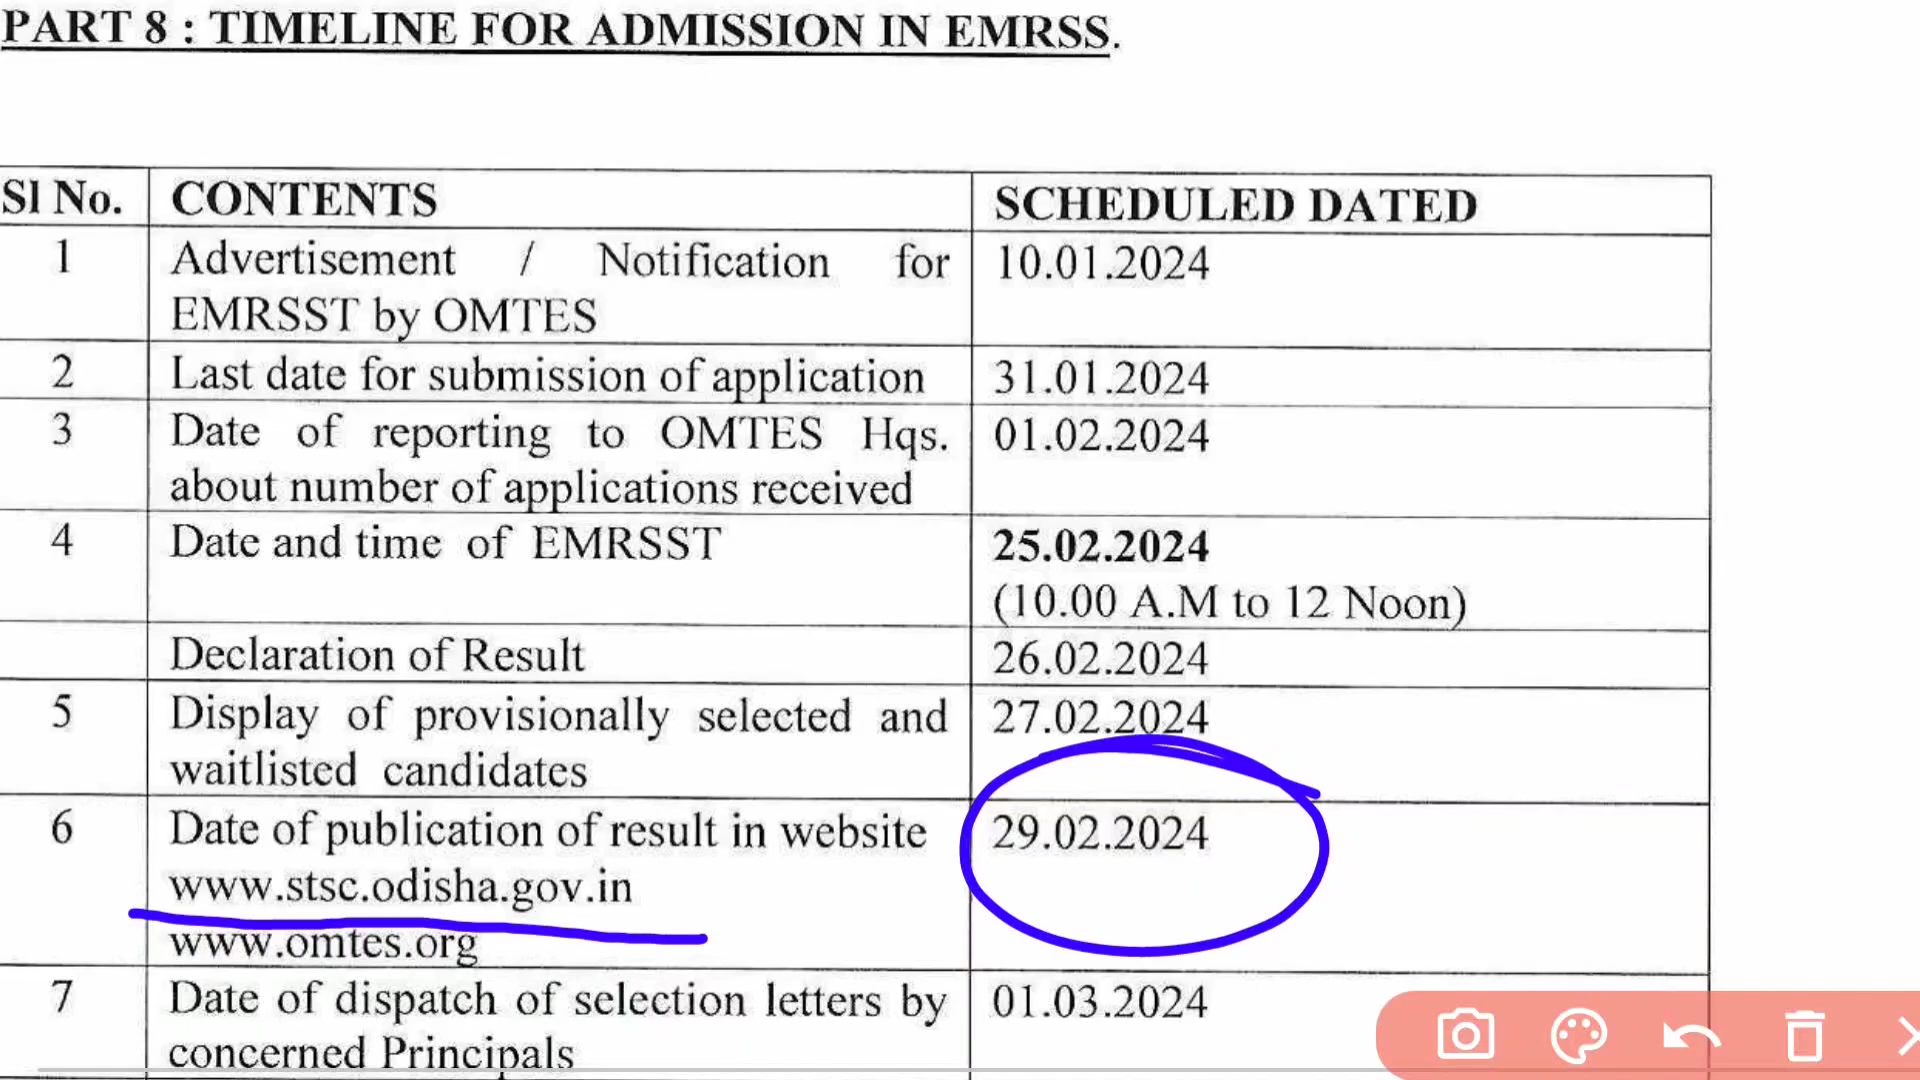 PART 8 : TIMELINE FOR ADMISSION IN EMRSS.
Sl No. CONTENTS SCHEDULED DATED
1 Advertisement / Notification for 10.01.2024
EMRSST by OMTES
2 Last date for submission of application 31.01.2024
3 Date of reporting to OMTES Hqs. 01.02.2024
about number of applications received
4 Date and time of EMRSST 25.02.2024
(10.00 A.M to 12 Noon)
Declaration of Result 26.02.2024
5 Display of provisionally selected and 27.02.2024
waitlisted candidates
6 Date of publication of result in website 29.02.2024
www.stsc.odisha.gov.in
www.omtes.org
7 Date of dispatch of selection letters by 01.03.2024
concerned Principals